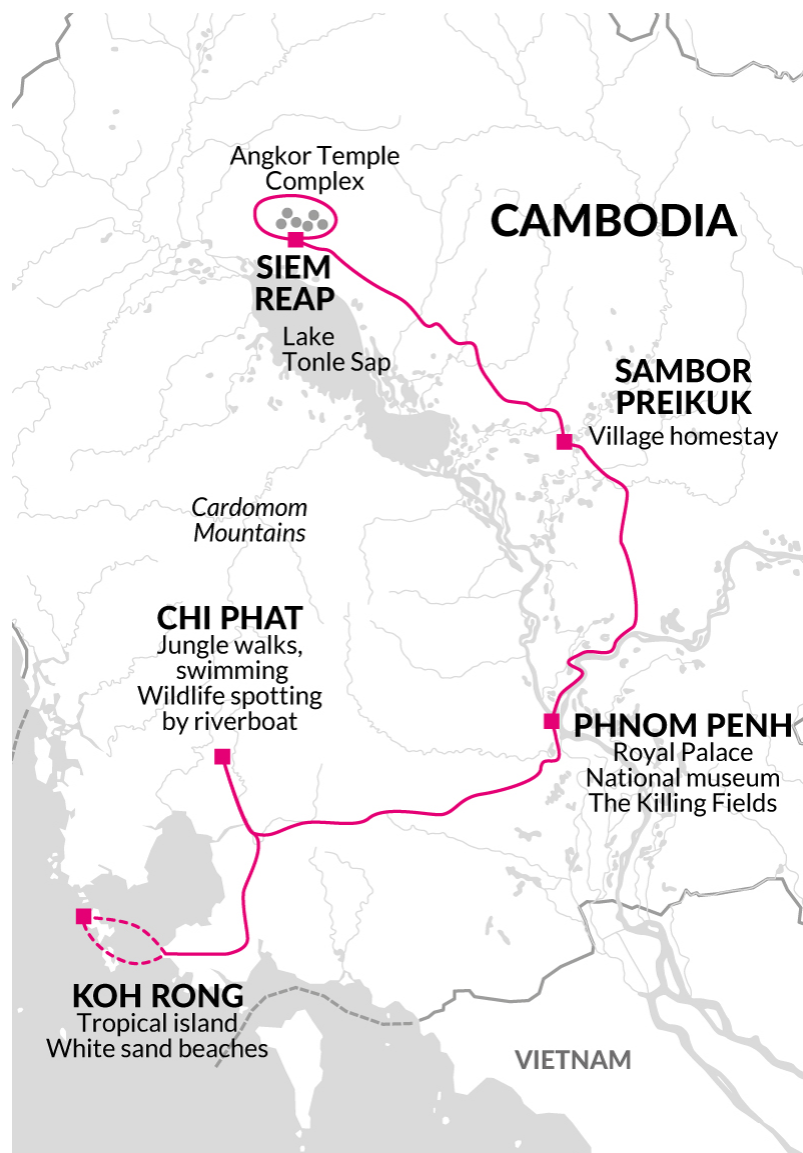 Angkor Temple
Complex
CAMBODIA
SIEM
REAP
Lake
Tonle Sap
SAMBOR
PREIKUK
Village homestay
Cardomom
Mountains
CHI PHAT
Jungle walks,
swimming
Wildlife spotting
by riverboat
PHNOM PENH
Royal Palace
National museum
The Killing Fields
KOH RONG
Tropical island
White sand beaches
VIETNAM